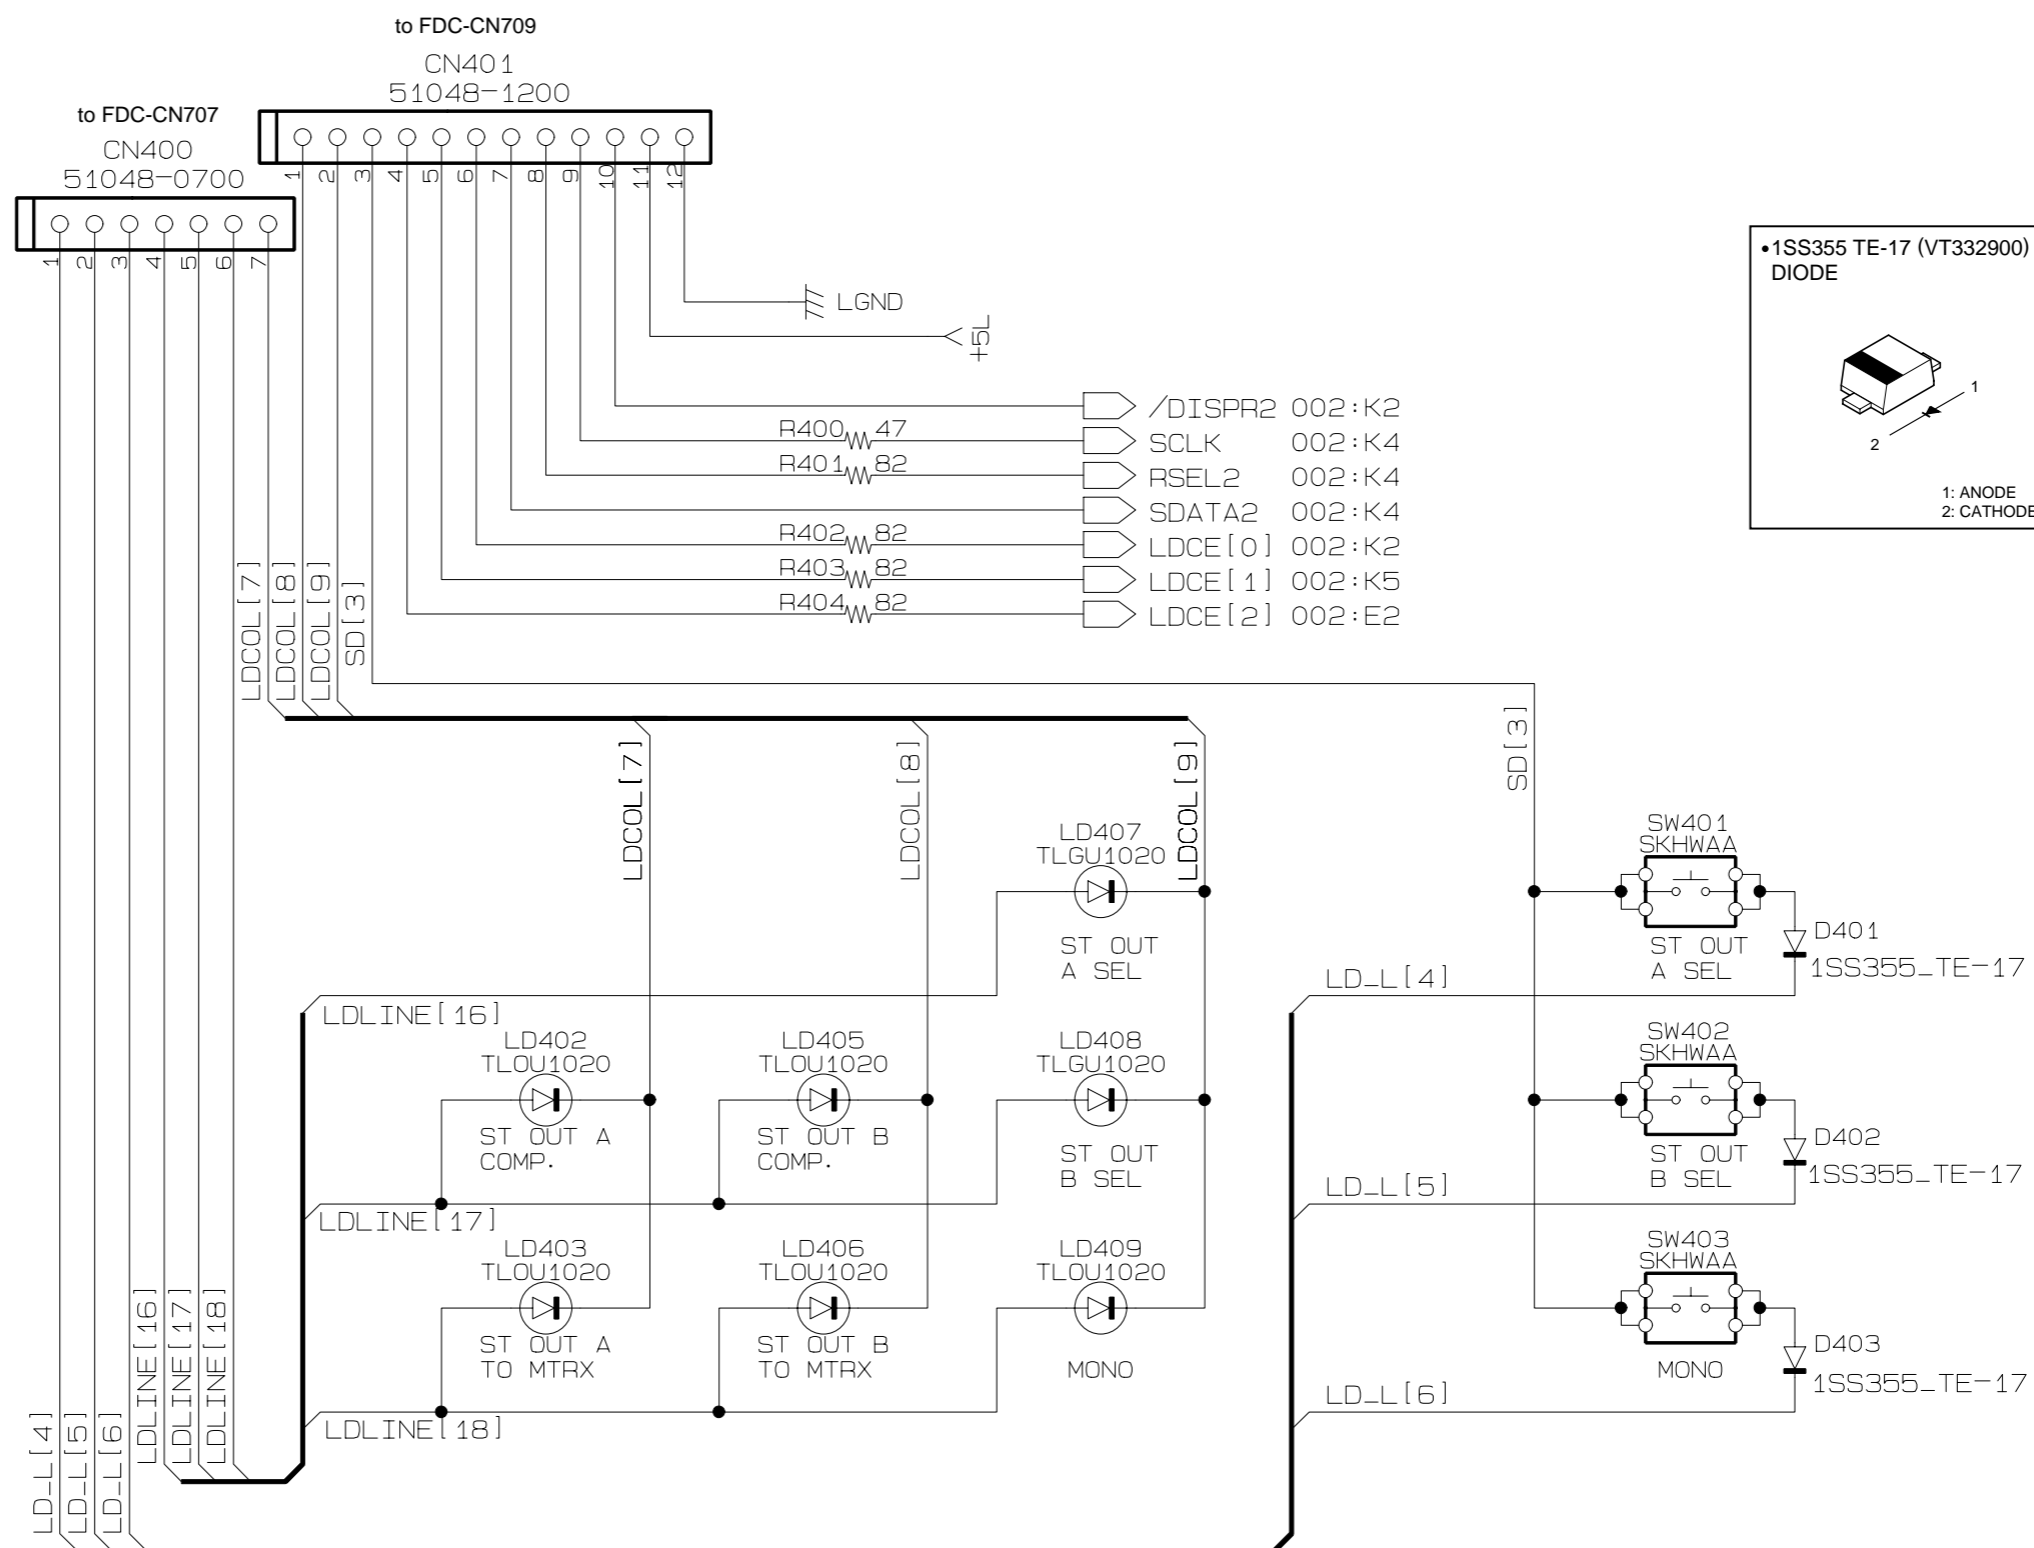 to FDC-CN709
CN401
51048-1200
to FDC-CN707
CN400
51048-0700
1 2 3 4 5 6 7 8 9 10 11 12
1 2 3 4 5 6 7
•1SS355 TE-17 (VT332900)
DIODE
1
2
1: ANODE
2: CATHODE
LGND
+5L
/DISPR2 002:K2
R400 47 SCLK 002:K4
R401 82 RSEL2 002:K4
SDATA2 002:K4
R402 82 LDCE[0] 002:K2
R403 82 LDCE[1] 002:K5
R404 82 LDCE[2] 002:E2
LDCOL[7]
LDCOL[8]
LDCOL[9]
SD[3]
LDCOL[7]
LDCOL[8]
LDCOL[9]
SD[3]
LD407
TLGU1020
ST OUT
A SEL
SW401
SKHWAA
ST OUT
A SEL
D401
1SS355_TE-17
LD_L[4]
LDLINE[16]
LD402
TLOU1020
ST OUT A
COMP.
LD405
TLOU1020
ST OUT B
COMP.
LD408
TLGU1020
ST OUT
B SEL
SW402
SKHWAA
ST OUT
B SEL
D402
1SS355_TE-17
LD_L[5]
LDLINE[17]
LD403
TLOU1020
ST OUT A
TO MTRX
LD406
TLOU1020
ST OUT B
TO MTRX
LD409
TLOU1020
MONO
SW403
SKHWAA
MONO
D403
1SS355_TE-17
LD_L[6]
LDLINE[18]
LD_L[4]
LD_L[5]
LD_L[6]
LDLINE[16]
LDLINE[17]
LDLINE[18]